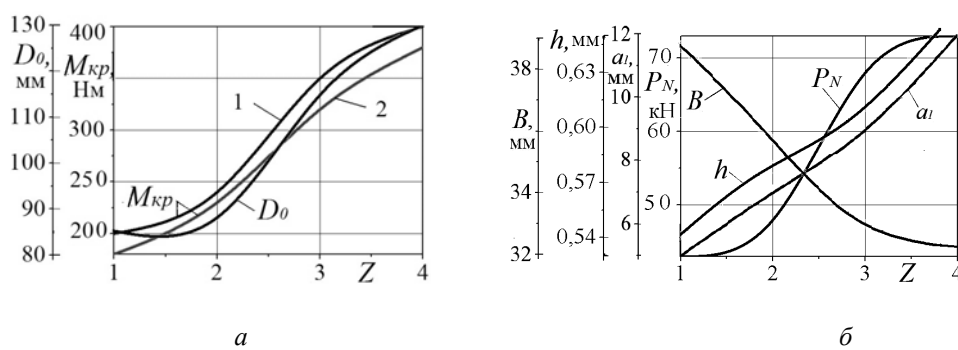 130
120
110
100
90
80
D₀,
мм
400
300
250
200
Mкр,
Нм
1
2
Mкр
D₀
1 2 3 Z 4
а
38
36
34
32
B,
мм
h, мм
0,63
0,60
0,57
0,54
12
a₁,
мм
10
8
6
70
P_N,
кН
60
50
B
P_N
a₁
h
1 2 3 Z 4
б